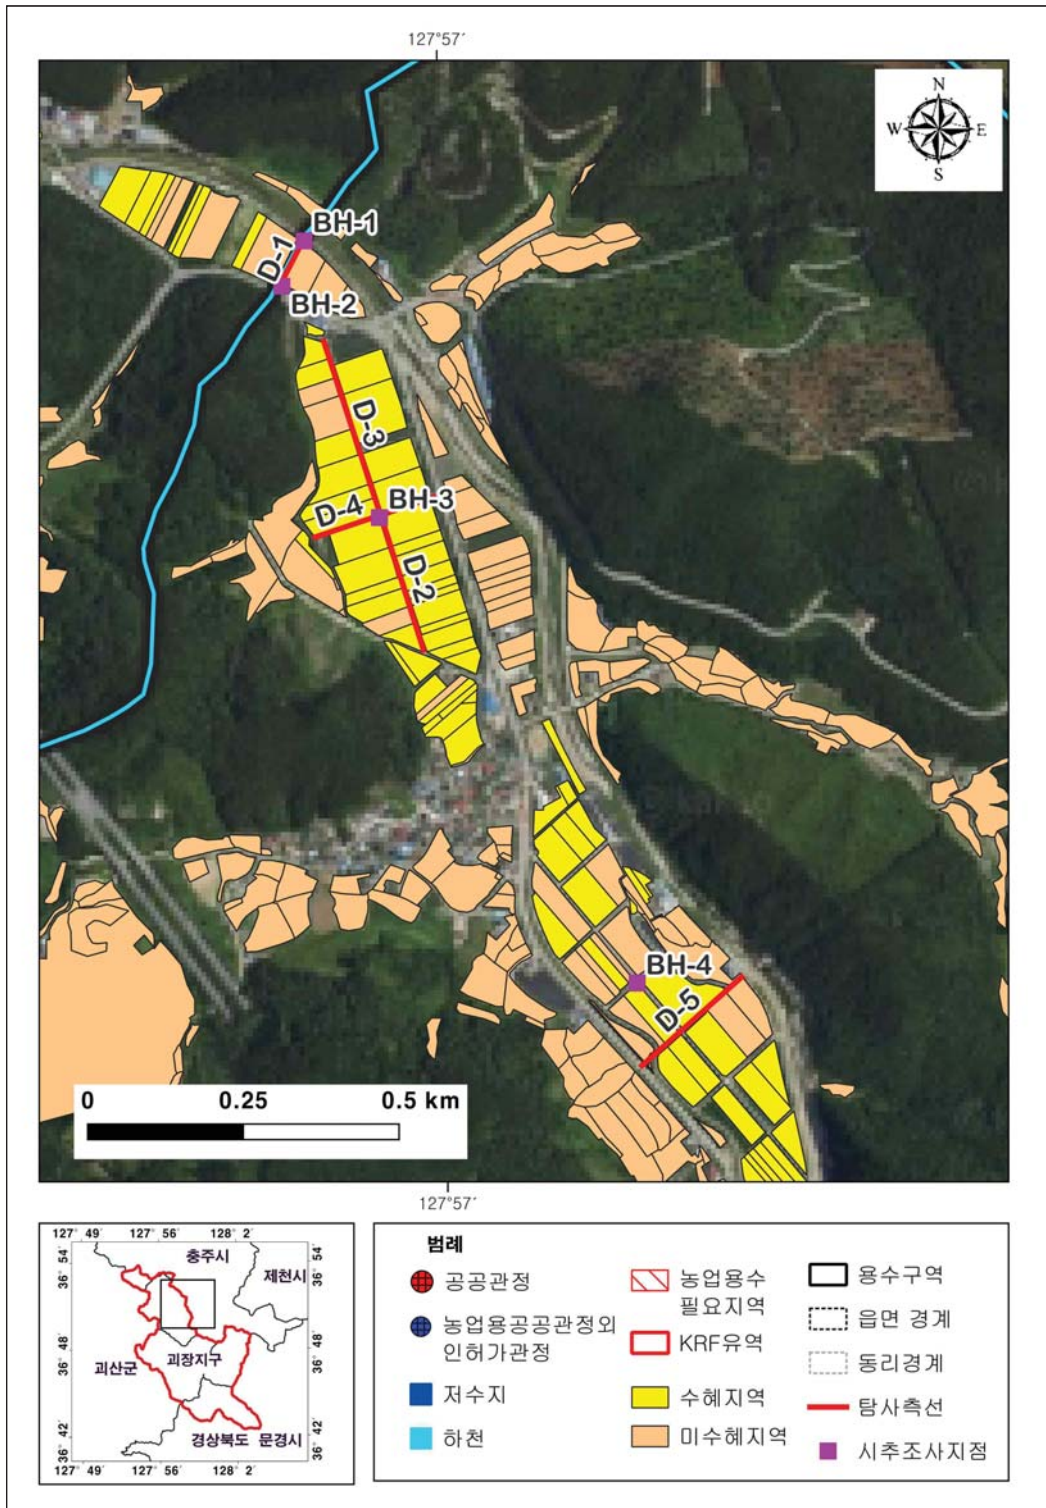 127°57′
N
W
E
S
BH-1
D-1
BH-2
D-3
BH-3
D-4
D-2
BH-4
D-5
0
0.25
0.5 km
127°57′
127° 49′
127° 56′
128° 2′
36° 54′
36° 54′
충주시
제천시
36° 48′
36° 48′
괴산군
괴장지구
36° 42′
36° 42′
경상북도 문경시
127° 49′
127° 56′
128° 2′
범례
공공관정
농업용공공관정외
인허가관정
저수지
하천
농업용수
필요지역
KRF유역
수혜지역
미수혜지역
용수구역
읍면 경계
동리경계
탐사측선
시추조사지점